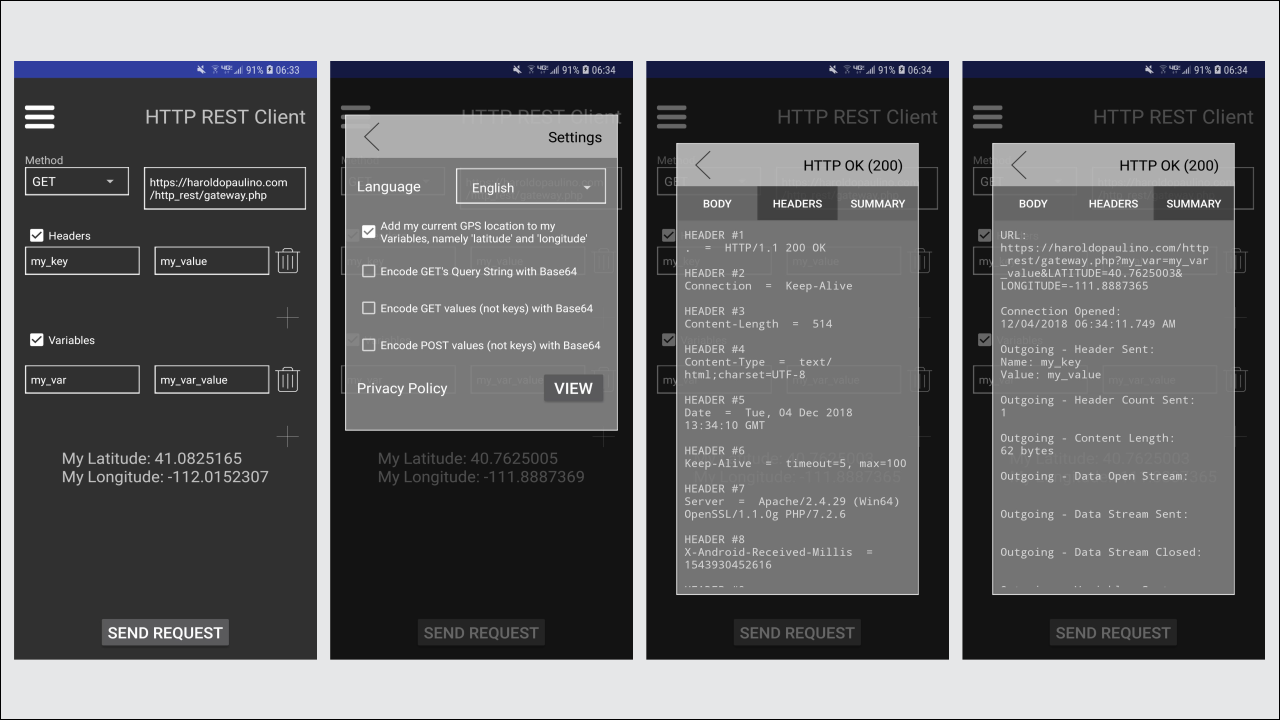 91% 06:33
HTTP REST Client
Method
GET
https://haroldopaulino.com
/http_rest/gateway.php
Headers
my_key
my_value
Variables
my_var
my_var_value
My Latitude: 41.0825165
My Longitude: -112.0152307
SEND REQUEST
91% 06:34
HTTP REST Client
Settings
Language
English
Add my current GPS location to my
Variables, namely 'latitude' and 'longitude'
Encode GET's Query String with Base64
Encode GET values (not keys) with Base64
Encode POST values (not keys) with Base64
Privacy Policy
VIEW
My Latitude: 40.7625005
My Longitude: -111.8887369
SEND REQUEST
91% 06:34
HTTP REST Client
HTTP OK (200)
BODY
HEADERS
SUMMARY
HEADER #1
. = HTTP/1.1 200 OK
HEADER #2
Connection = Keep-Alive
HEADER #3
Content-Length = 514
HEADER #4
Content-Type = text/
html;charset=UTF-8
HEADER #5
Date = Tue, 04 Dec 2018
13:34:10 GMT
HEADER #6
Keep-Alive = timeout=5, max=100
HEADER #7
Server = Apache/2.4.29 (Win64)
OpenSSL/1.1.0g PHP/7.2.6
HEADER #8
X-Android-Received-Millis =
1543930452616
SEND REQUEST
91% 06:34
HTTP REST Client
HTTP OK (200)
BODY
HEADERS
SUMMARY
URL:
https://haroldopaulino.com/http
_rest/gateway.php?my_var=my_var
_value&LATITUDE=40.7625003&
LONGITUDE=-111.8887365
Connection Opened:
12/04/2018 06:34:11.749 AM
Outgoing - Header Sent:
Name: my_key
Value: my_value
Outgoing - Header Count Sent:
1
Outgoing - Content Length:
62 bytes
Outgoing - Data Open Stream:
Outgoing - Data Stream Sent:
Outgoing - Data Stream Closed:
SEND REQUEST